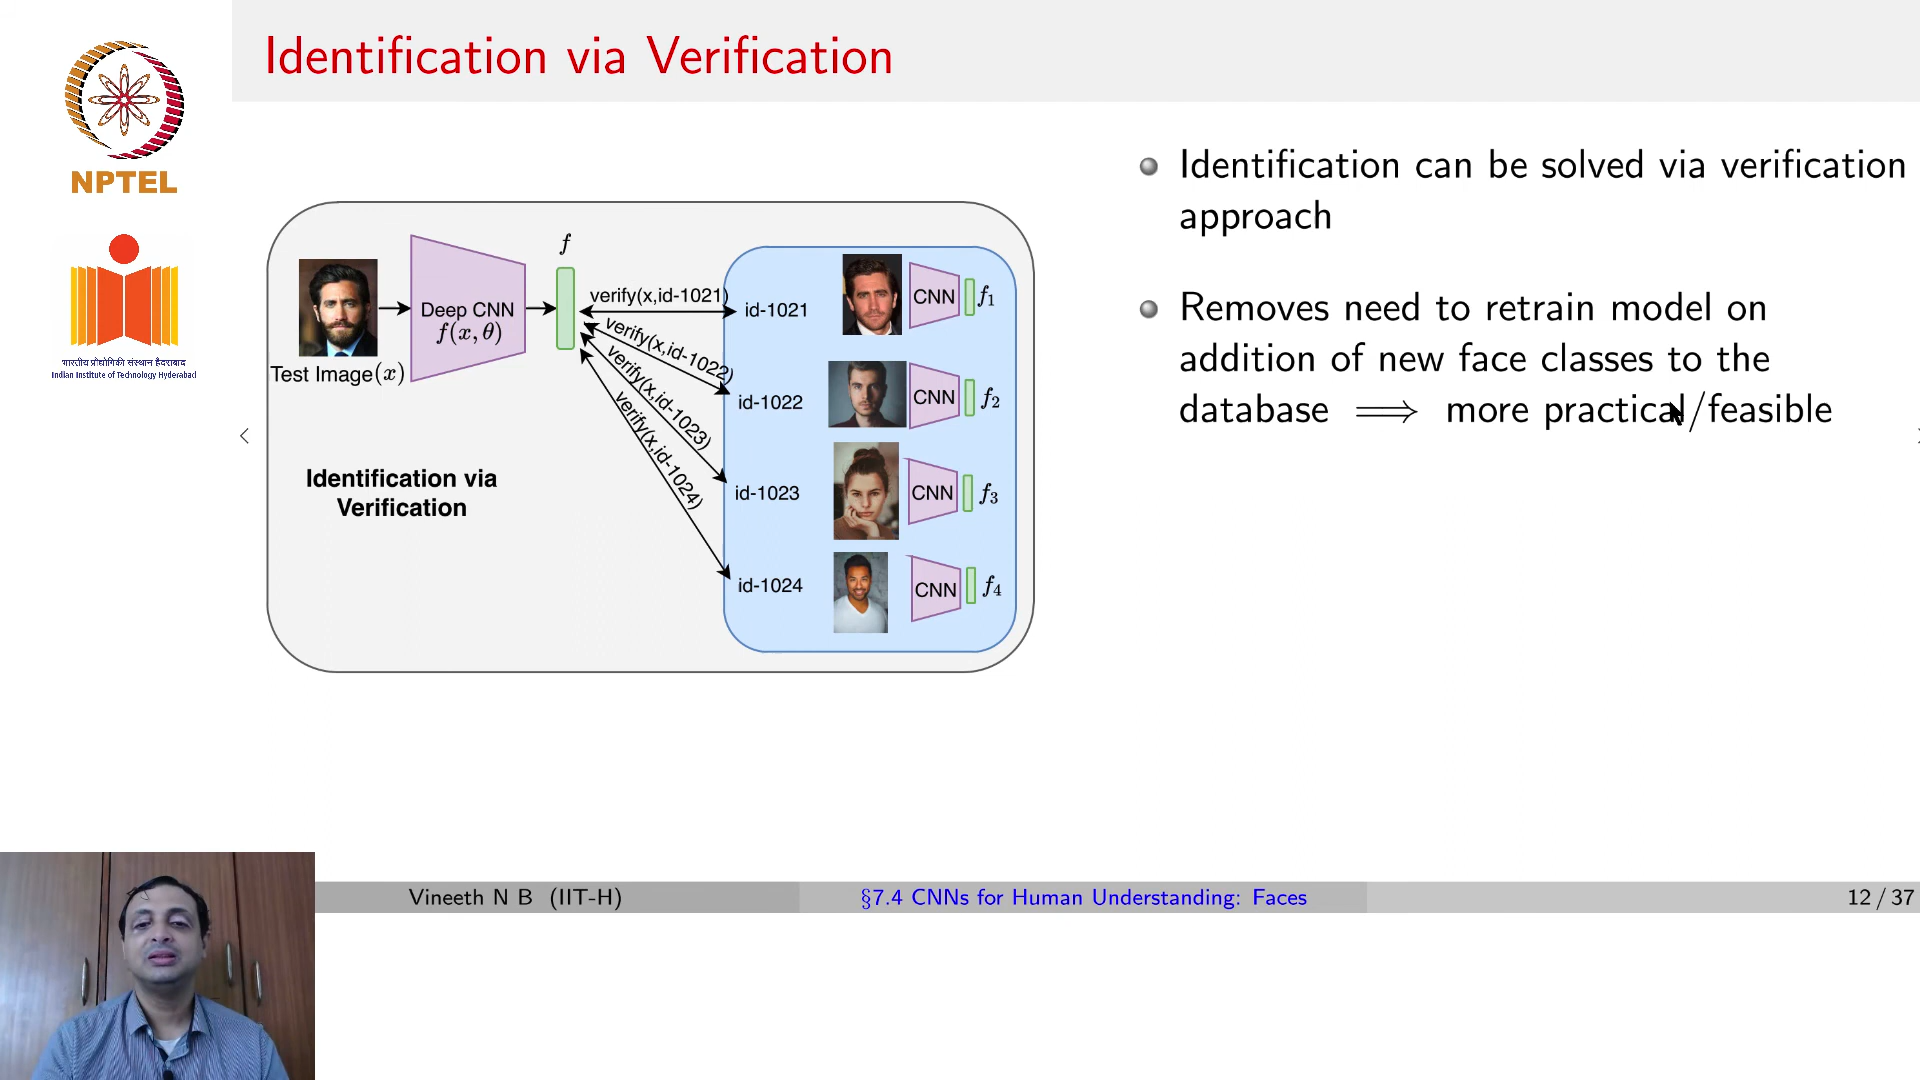 Identification via Verification
NPTEL
भारतीय प्रौद्योगिकी संस्थान हैदराबाद
Indian Institute of Technology Hyderabad
Test Image(x)
Deep CNN
f(x, θ)
f
verify(x,id-1021)
verify(x,id-1022)
verify(x,id-1023)
verify(x,id-1024)
id-1021
CNN
f₁
id-1022
CNN
f₂
id-1023
CNN
f₃
id-1024
CNN
f₄
Identification via
Verification
Identification can be solved via verification
approach
Removes need to retrain model on
addition of new face classes to the
database ⟹ more practical/feasible
Vineeth N B (IIT-H)
§7.4 CNNs for Human Understanding: Faces
12 / 37